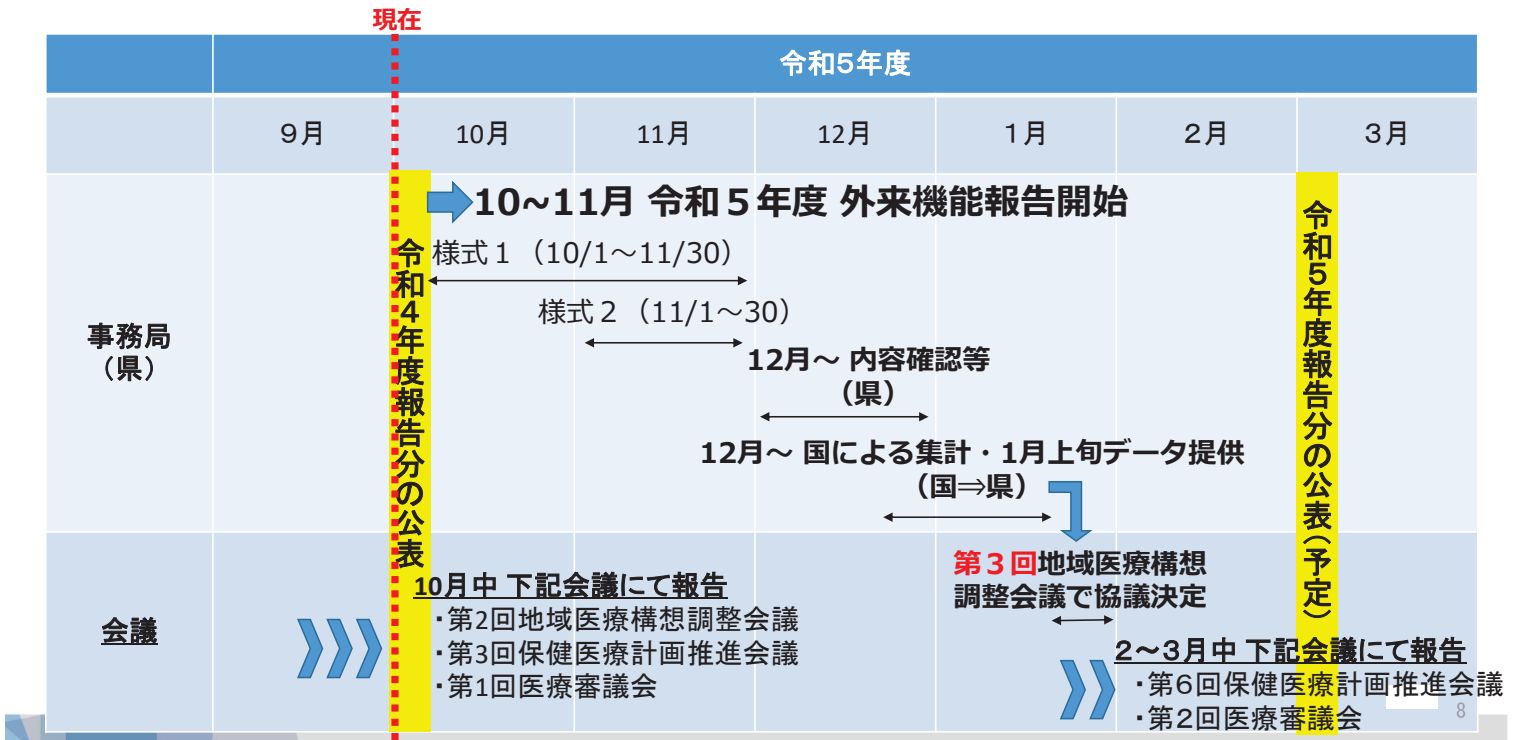 現在
令和5年度
9月
10月
11月
12月
1月
2月
3月
事務局
（県）
令和4年度報告分の公表
10~11月 令和５年度 外来機能報告開始
様式１（10/1～11/30）
様式２（11/1～30）
12月～ 内容確認等
（県）
12月～ 国による集計・1月上旬データ提供
（国⇒県）
令和5年度報告分の公表（予定）
会議
10月中 下記会議にて報告
・第2回地域医療構想調整会議
・第3回保健医療計画推進会議
・第1回医療審議会
第３回地域医療構想
調整会議で協議決定
2～3月中 下記会議にて報告
・第6回保健医療計画推進会議
・第2回医療審議会
8